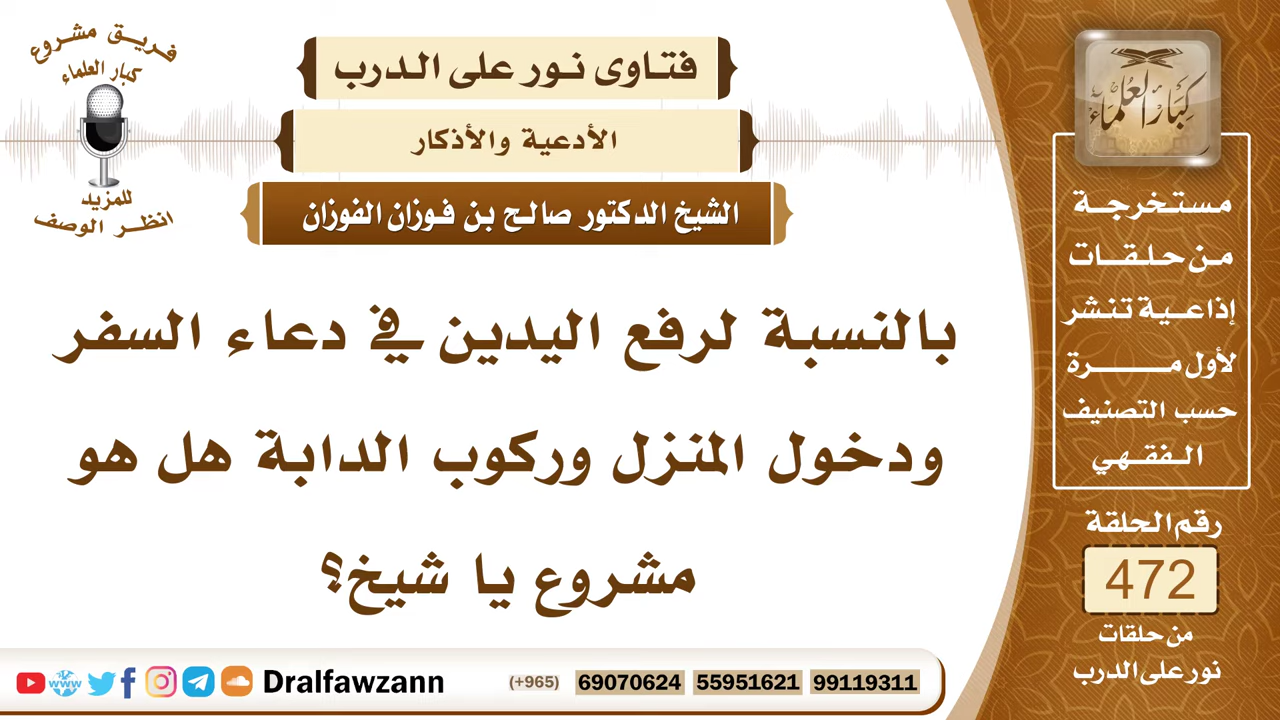 فريق مشروع
كبار العلماء
للمزيد
انظر الوصف
فتاوى نور على الدرب
الأدعية والأذكار
الشيخ الدكتور صالح بن فوزان الفوزان
بالنسبة لرفع اليدين في دعاء السفر
ودخول المنزل وركوب الدابة هل هو
مشروع يا شيخ؟
كبار العلماء
مستخرجة
من حلقات
إذاعية تنشر
لأول مرة
حسب التصنيف
الفقهي
رقم الحلقة
472
من حلقات
نور على الدرب
www Dralfawzann (+965) 69070624 55951621 99119311